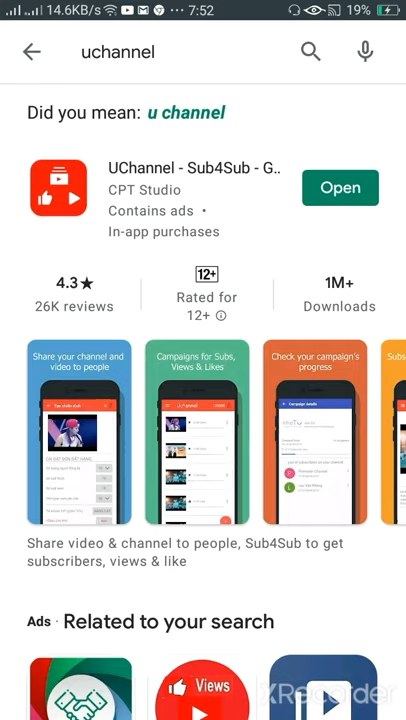 14.6KB/s ··· 7:52 19%
uchannel
Did you mean: u channel
UChannel - Sub4Sub - G..
CPT Studio
Contains ads •
In-app purchases
Open
4.3★
26K reviews
12+
Rated for
12+
1M+
Downloads
Share your channel and
video to people
Campaigns for Subs,
Views & Likes
Check your campaign's
progress
Subs
Campaign details
Share video & channel to people, Sub4Sub to get
subscribers, views & like
Ads · Related to your search
Views
XRecorder